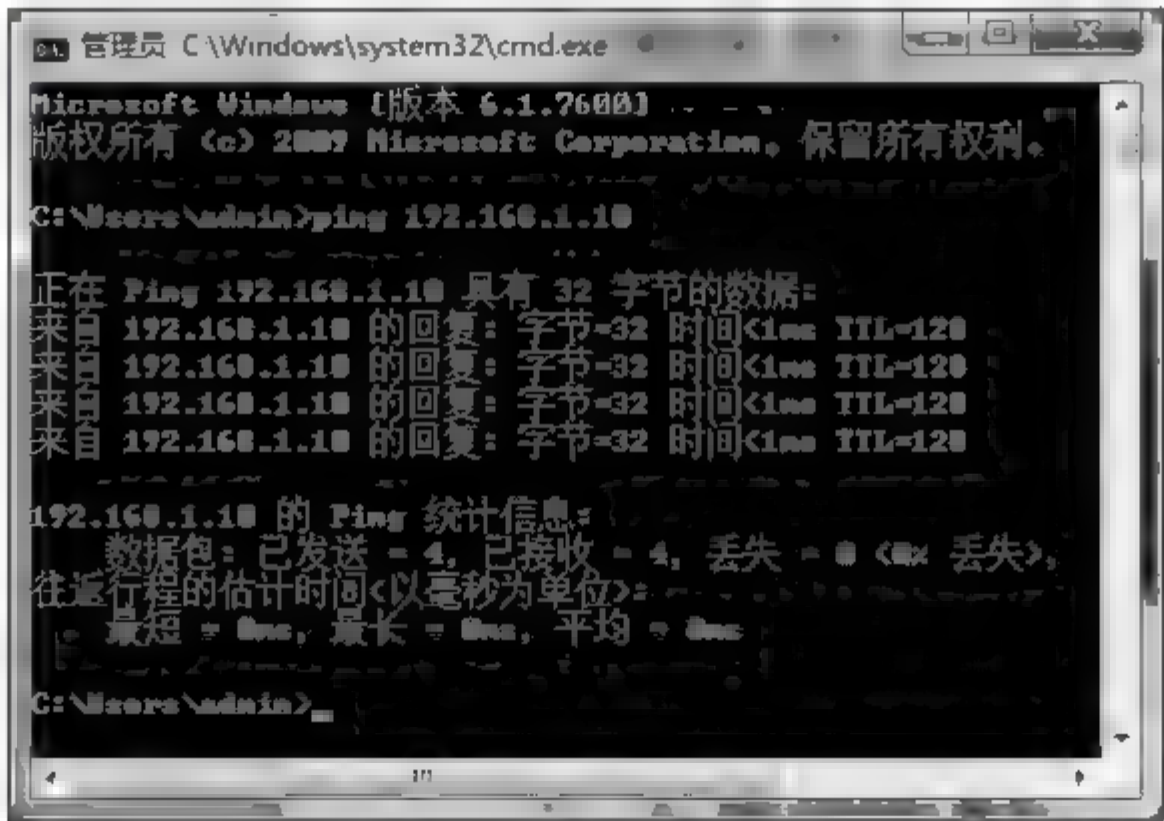 管理员 C:\Windows\system32\cmd.exe
Microsoft Windows [版本 6.1.7600]
版权所有 (c) 2009 Microsoft Corporation。保留所有权利。
C:\Users\admin>ping 192.168.1.10
正在 Ping 192.168.1.10 具有 32 字节的数据:
来自 192.168.1.10 的回复: 字节=32 时间<1ms TTL=128
来自 192.168.1.10 的回复: 字节=32 时间<1ms TTL=128
来自 192.168.1.10 的回复: 字节=32 时间<1ms TTL=128
来自 192.168.1.10 的回复: 字节=32 时间<1ms TTL=128
192.168.1.10 的 Ping 统计信息:
数据包: 已发送 = 4, 已接收 = 4, 丢失 = 0 (0% 丢失),
往返行程的估计时间(以毫秒为单位):
最短 = 0ms, 最长 = 0ms, 平均 = 0ms
C:\Users\admin>_